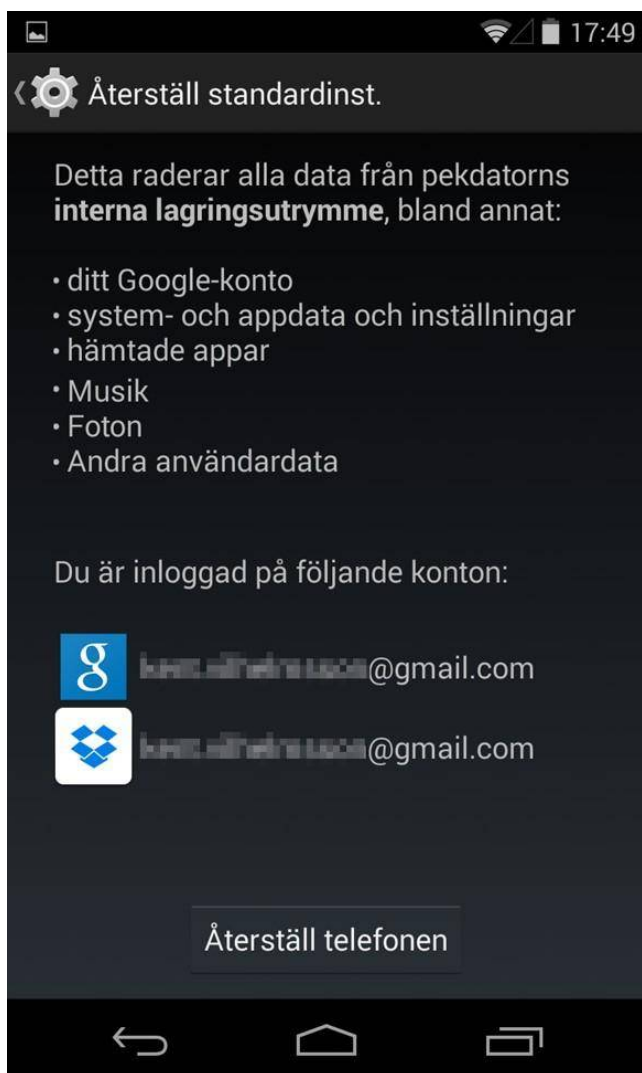 17:49
Återställ standardinst.
Detta raderar alla data från pekdatorns
interna lagringsutrymme, bland annat:
• ditt Google-konto
• system- och appdata och inställningar
• hämtade appar
• Musik
• Foton
• Andra användardata
Du är inloggad på följande konton:
g
@gmail.com
@gmail.com
Återställ telefonen